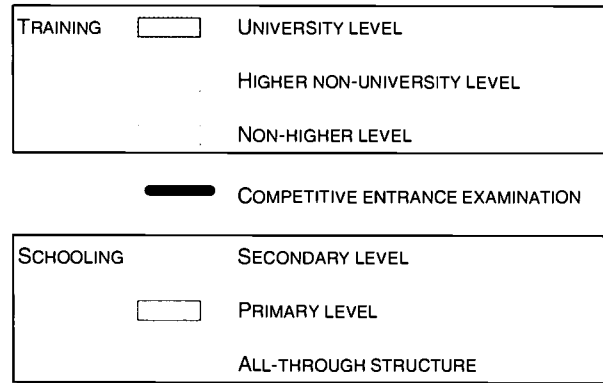 TRAINING UNIVERSITY LEVEL
HIGHER NON-UNIVERSITY LEVEL
NON-HIGHER LEVEL
COMPETITIVE ENTRANCE EXAMINATION
SCHOOLING SECONDARY LEVEL
PRIMARY LEVEL
ALL-THROUGH STRUCTURE